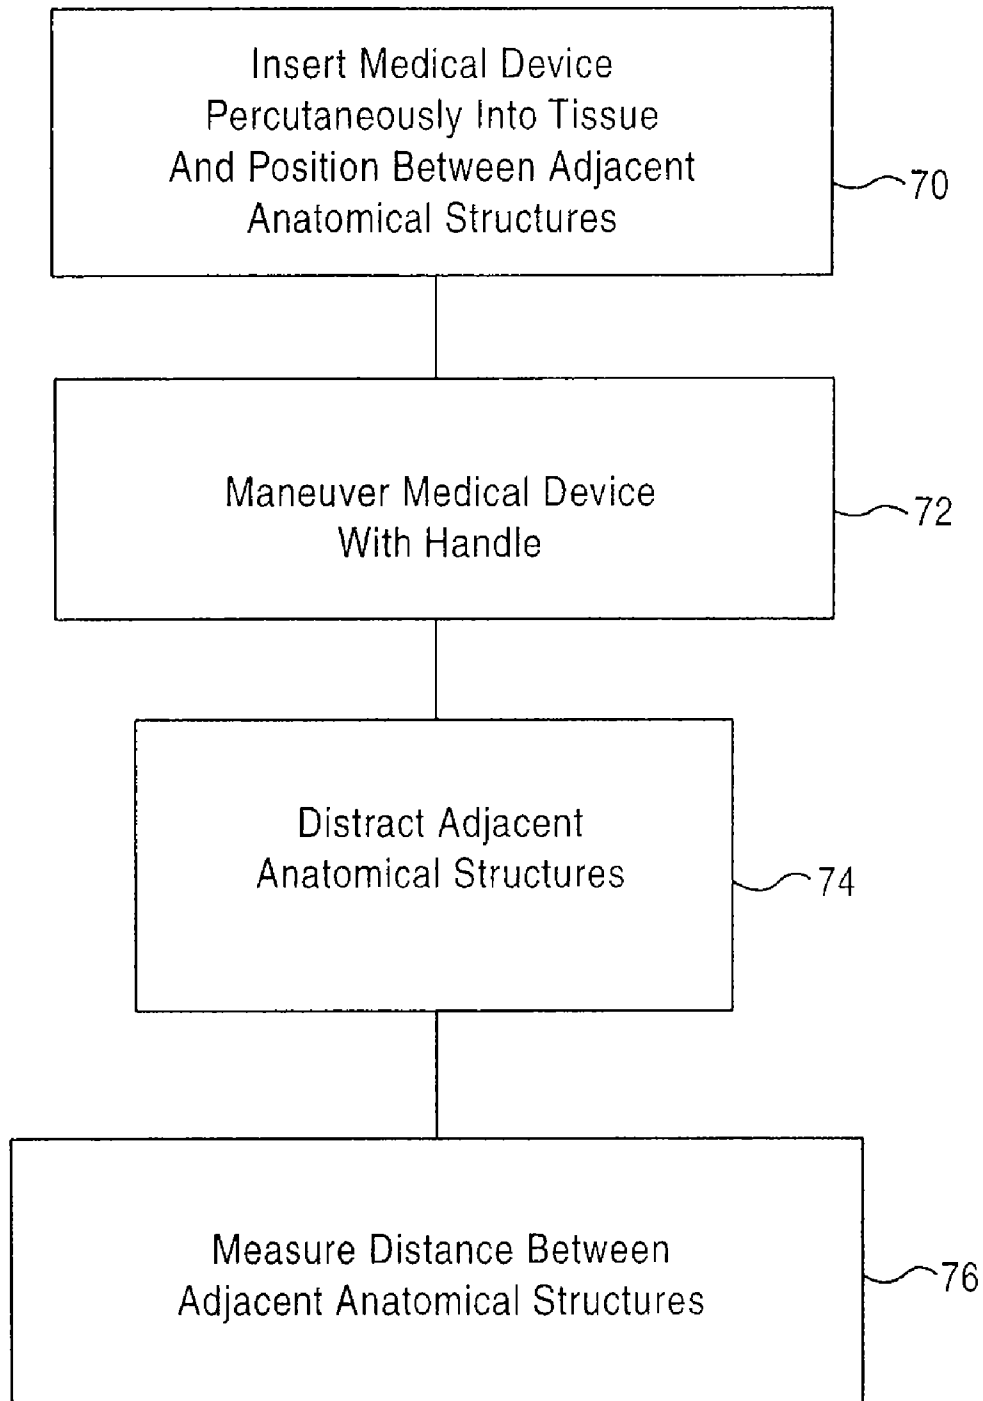 Insert Medical Device
Percutaneously Into Tissue
And Position Between Adjacent
Anatomical Structures
70
Maneuver Medical Device
With Handle
72
Distract Adjacent
Anatomical Structures
74
Measure Distance Between
Adjacent Anatomical Structures
76